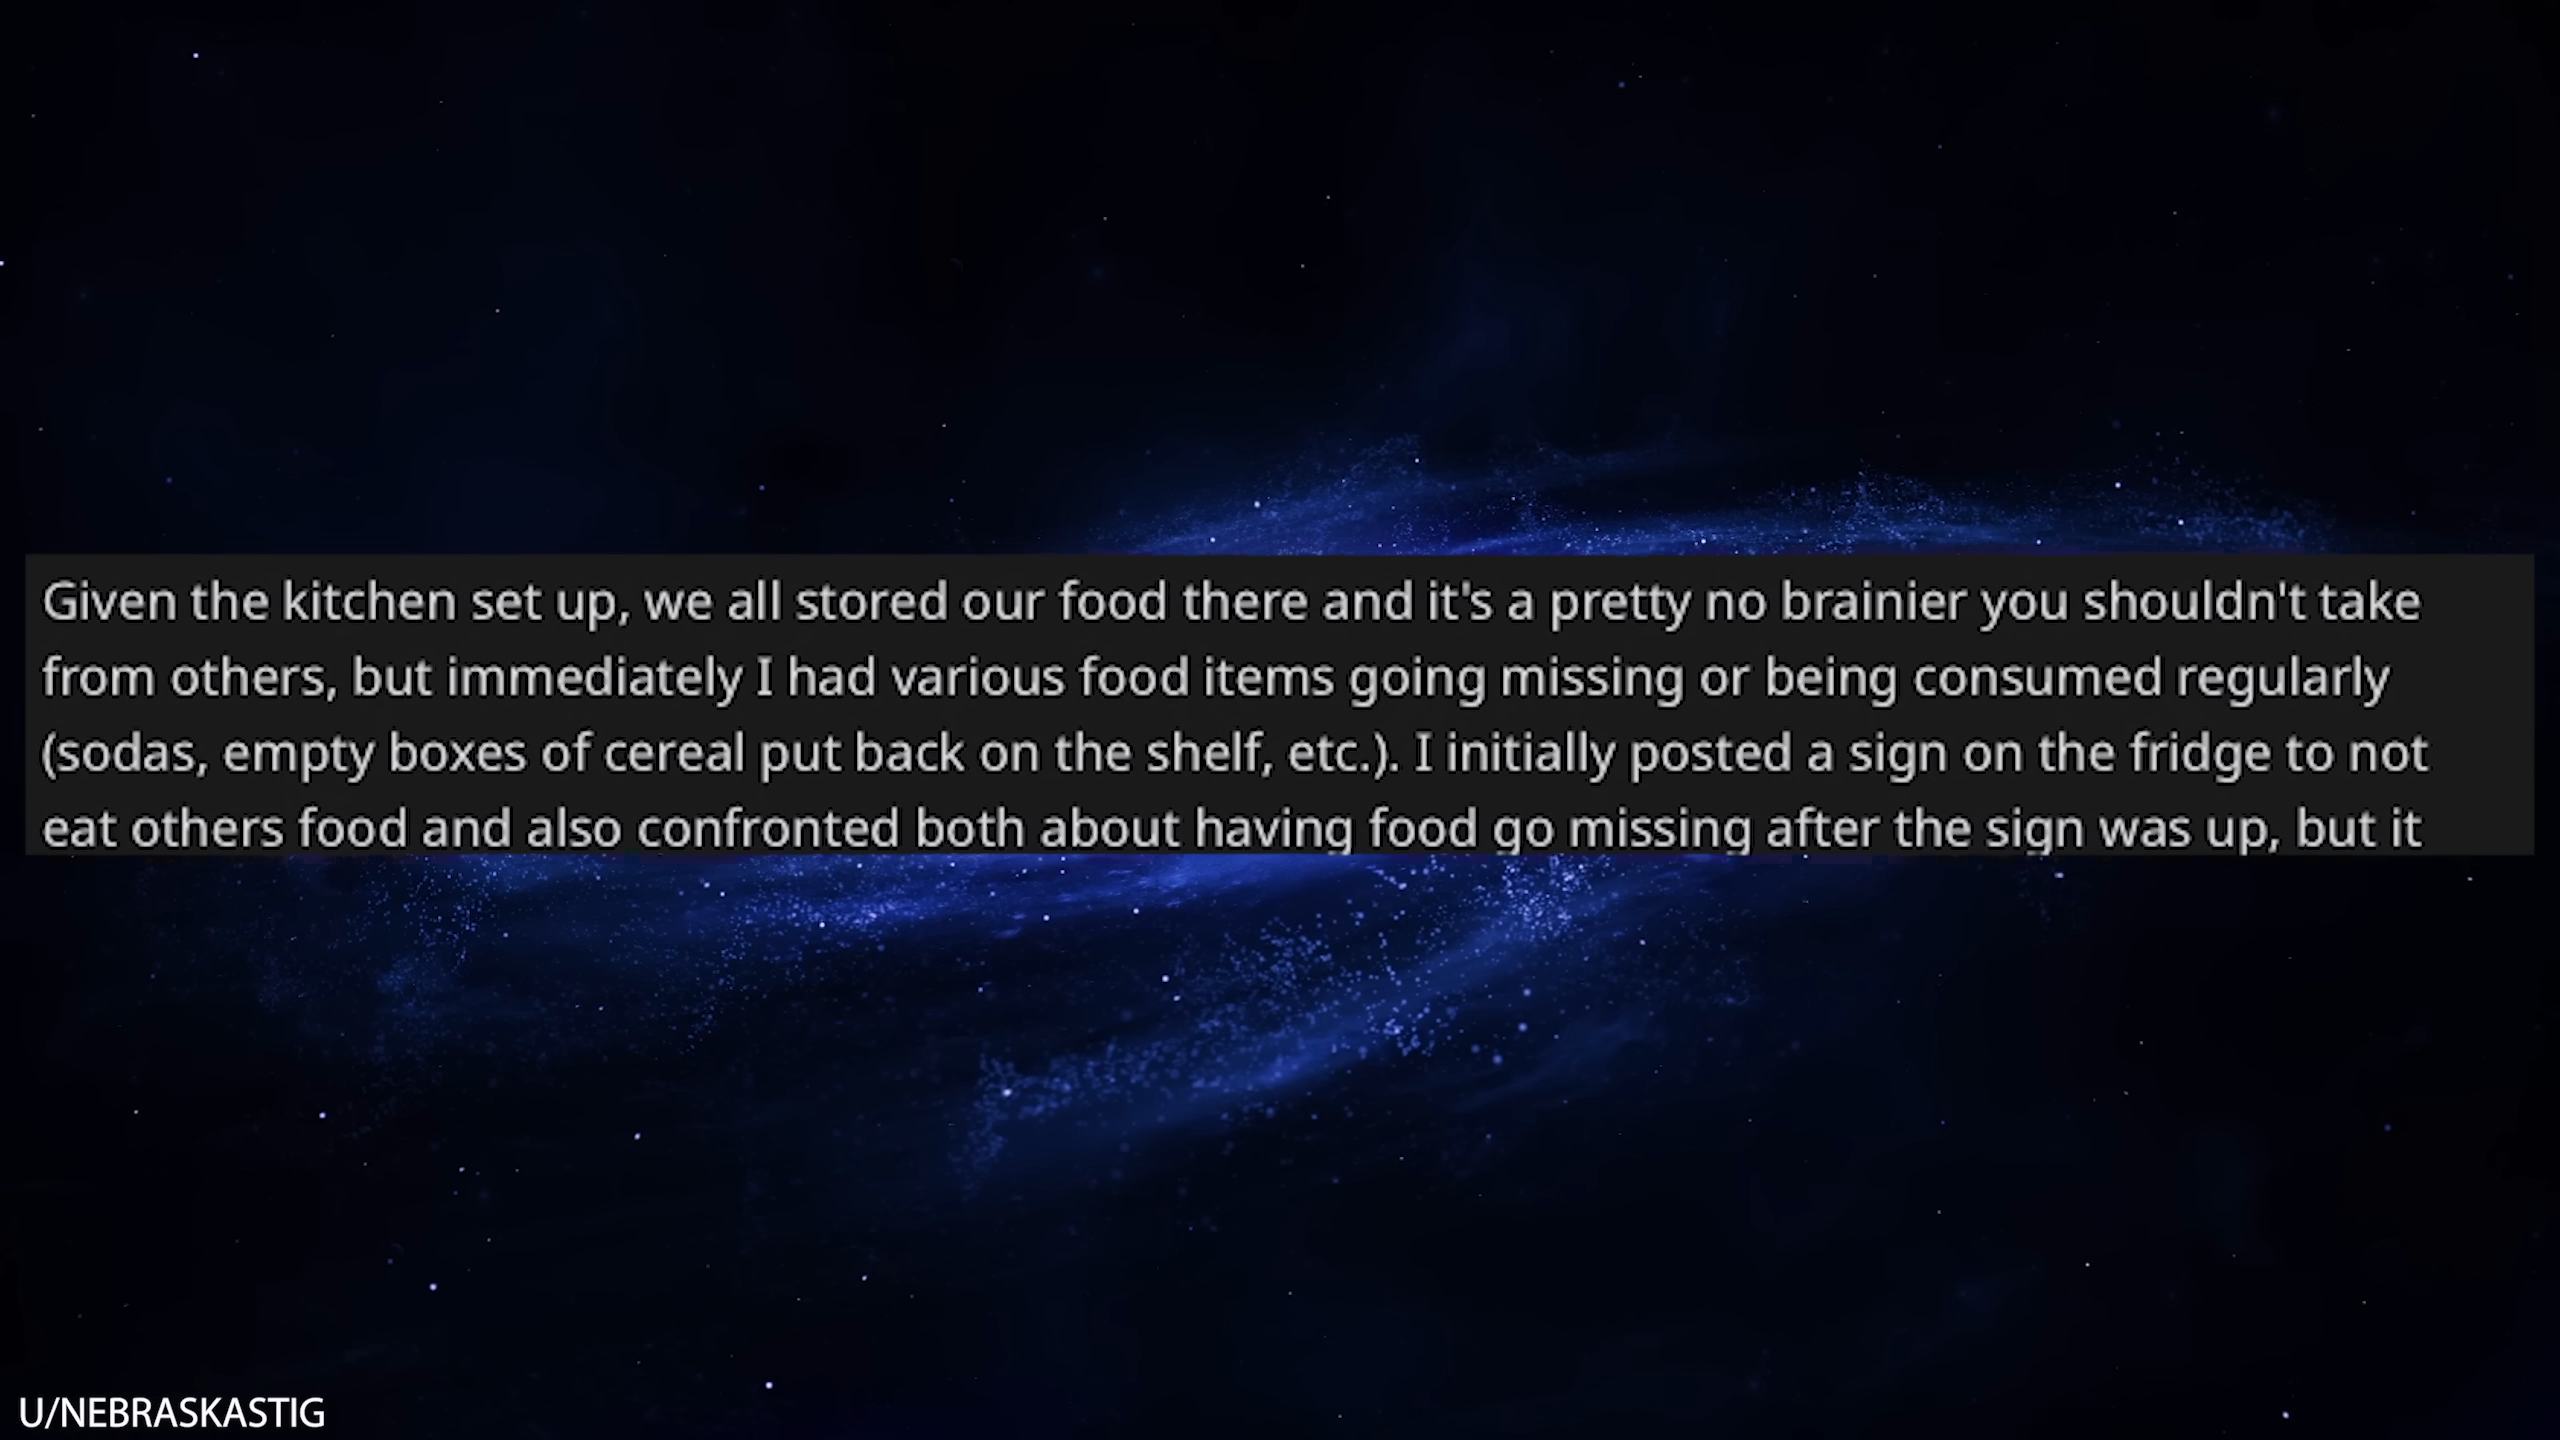 Given the kitchen set up, we all stored our food there and it's a pretty no brainier you shouldn't take
from others, but immediately I had various food items going missing or being consumed regularly
(sodas, empty boxes of cereal put back on the shelf, etc.). I initially posted a sign on the fridge to not
eat others food and also confronted both about having food go missing after the sign was up, but it
U/NEBRASKASTIG